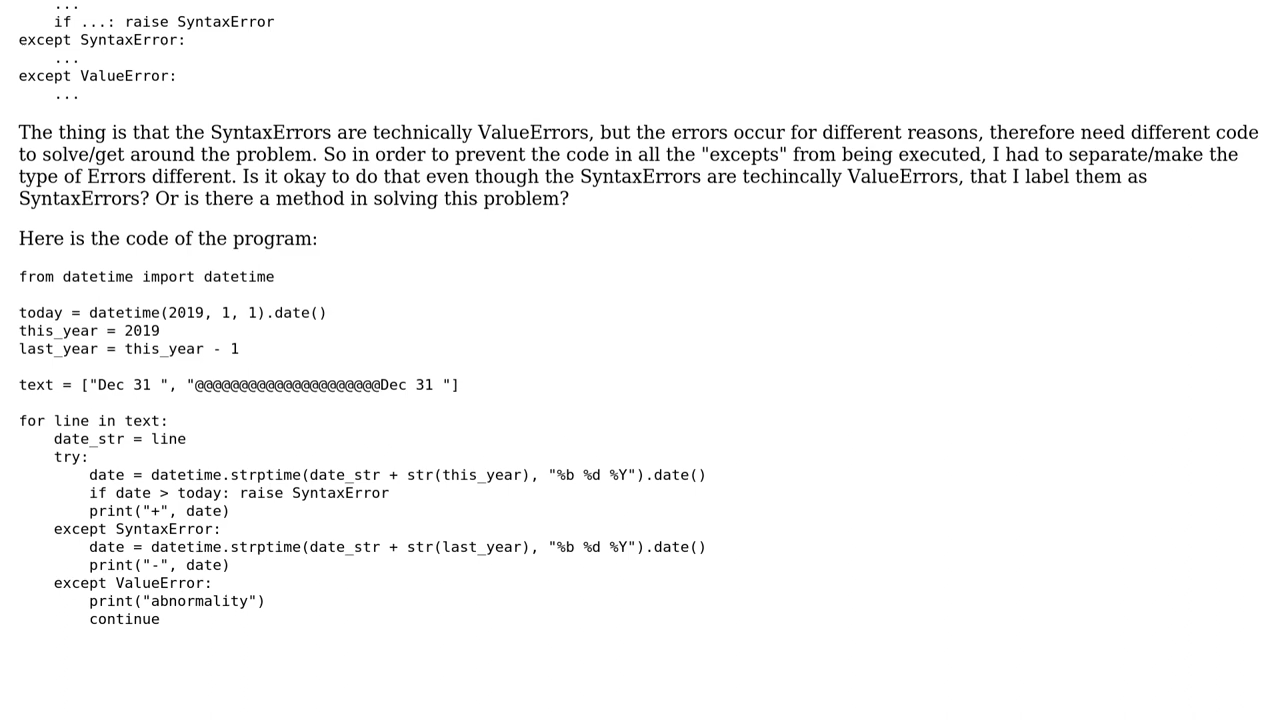 ...
    if ...: raise SyntaxError
except SyntaxError:
    ...
except ValueError:
    ...
The thing is that the SyntaxErrors are technically ValueErrors, but the errors occur for different reasons, therefore need different code
to solve/get around the problem. So in order to prevent the code in all the "excepts" from being executed, I had to separate/make the
type of Errors different. Is it okay to do that even though the SyntaxErrors are techincally ValueErrors, that I label them as
SyntaxErrors? Or is there a method in solving this problem?
Here is the code of the program:
from datetime import datetime
today = datetime(2019, 1, 1).date()
this_year = 2019
last_year = this_year - 1
text = ["Dec 31 ", "@@@@@@@@@@@@@@@@@@@@@Dec 31 "]
for line in text:
    date_str = line
    try:
        date = datetime.strptime(date_str + str(this_year), "%b %d %Y").date()
        if date > today: raise SyntaxError
        print("+", date)
    except SyntaxError:
        date = datetime.strptime(date_str + str(last_year), "%b %d %Y").date()
        print("-", date)
    except ValueError:
        print("abnormality")
        continue